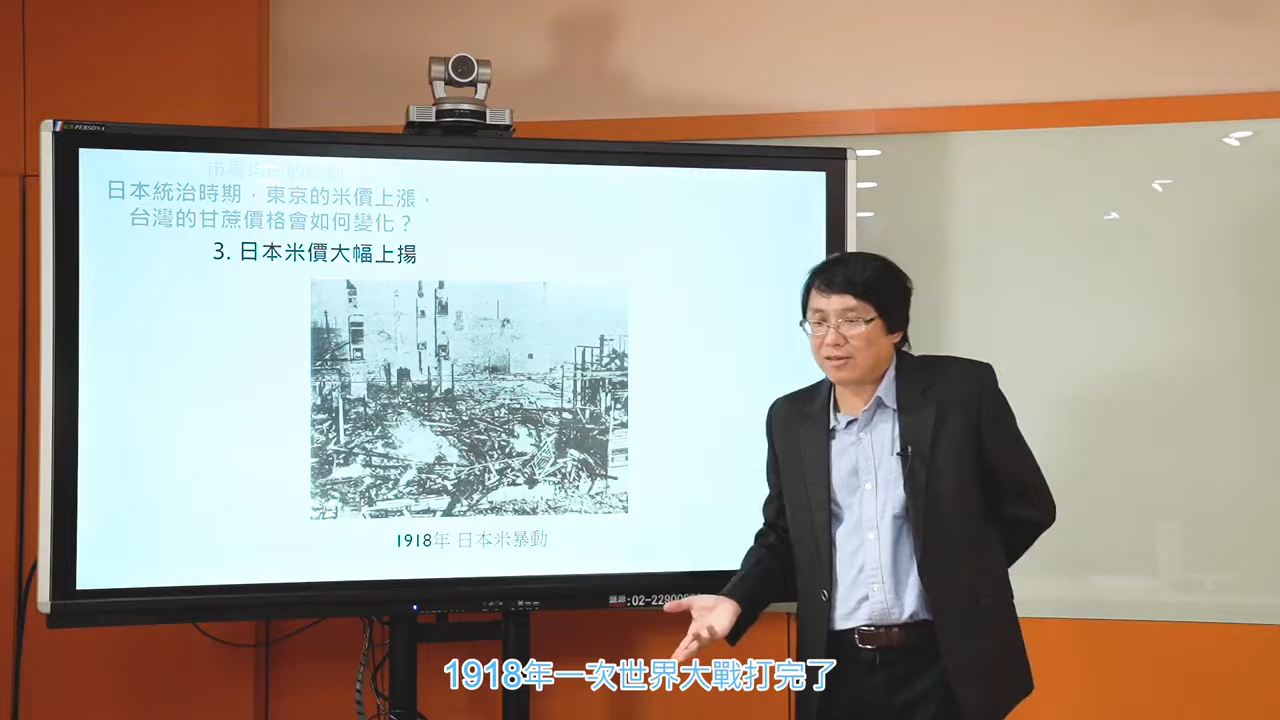 PERSONA
日本統治時期，東京的米價上漲，
台灣的甘蔗價格會如何變化？
3. 日本米價大幅上揚
1918年 日本米暴動
1918年一次世界大戰打完了